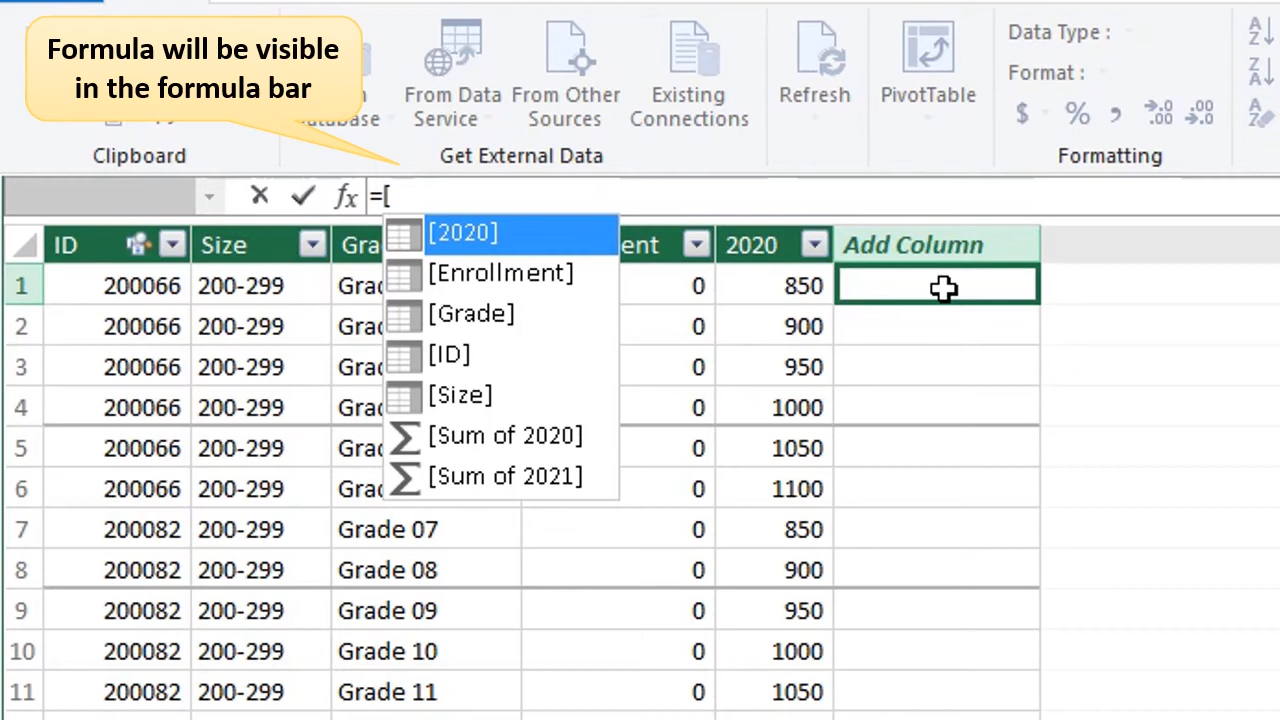 Formula will be visible
in the formula bar
From Data
Service
From Other
Sources
Existing
Connections
Refresh
PivotTable
Data Type :
Format :
$ % ,
Clipboard
Get External Data
Formatting
fx =[
ID Size 2020 Add Column
[2020]
[Enrollment]
[Grade]
[ID]
[Size]
[Sum of 2020]
[Sum of 2021]
1 200066 200-299 0 850
2 200066 200-299 0 900
3 200066 200-299 0 950
4 200066 200-299 0 1000
5 200066 200-299 0 1050
6 200066 200-299 0 1100
7 200082 200-299 Grade 07 0 850
8 200082 200-299 Grade 08 0 900
9 200082 200-299 Grade 09 0 950
10 200082 200-299 Grade 10 0 1000
11 200082 200-299 Grade 11 0 1050